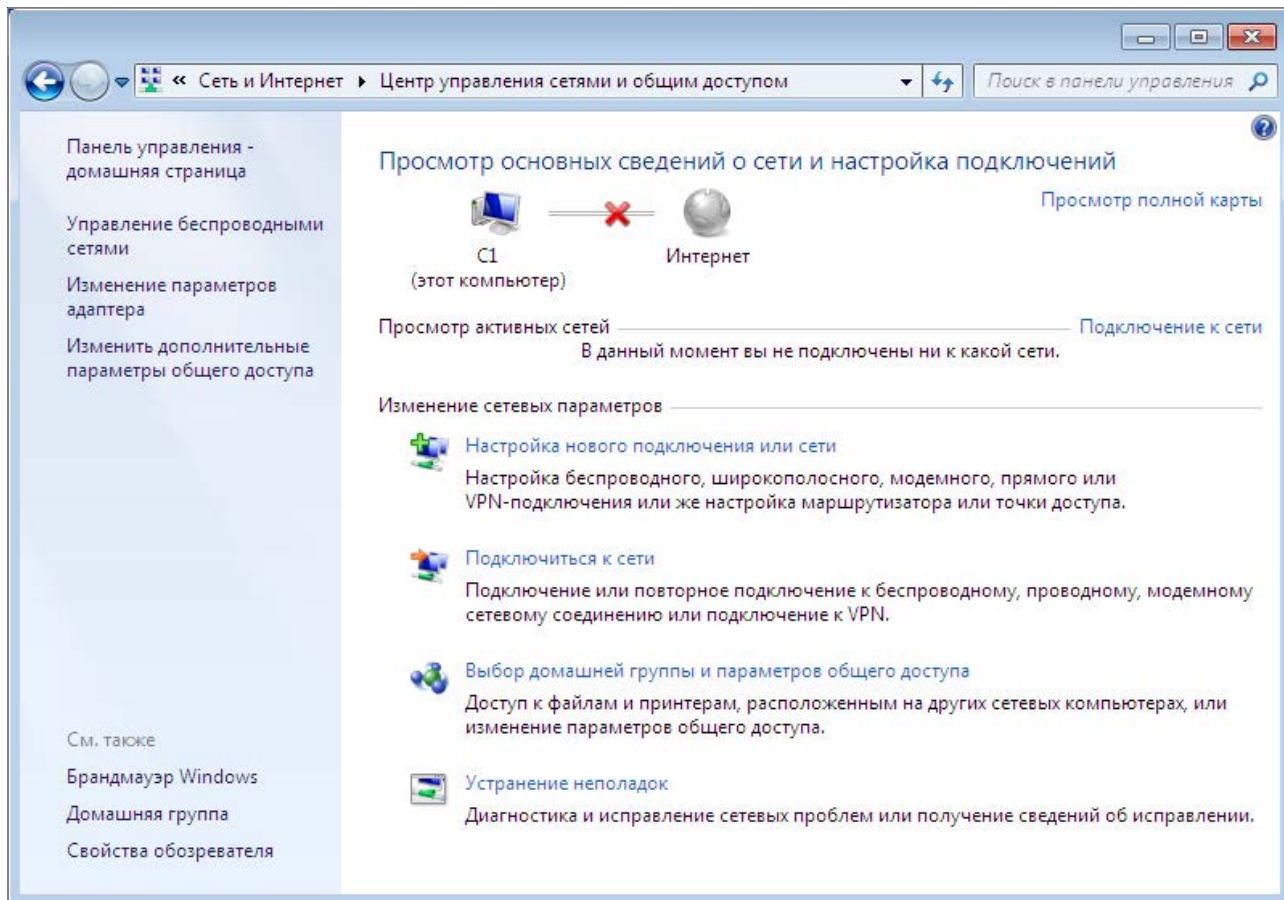 « Сеть и Интернет ▸ Центр управления сетями и общим доступом
Поиск в панели управления
Панель управления -
домашняя страница
Управление беспроводными
сетями
Изменение параметров
адаптера
Изменить дополнительные
параметры общего доступа
См. также
Брандмауэр Windows
Домашняя группа
Свойства обозревателя
Просмотр основных сведений о сети и настройка подключений
Просмотр полной карты
C1
(этот компьютер)
Интернет
Просмотр активных сетей
Подключение к сети
В данный момент вы не подключены ни к какой сети.
Изменение сетевых параметров
Настройка нового подключения или сети
Настройка беспроводного, широкополосного, модемного, прямого или
VPN-подключения или же настройка маршрутизатора или точки доступа.
Подключиться к сети
Подключение или повторное подключение к беспроводному, проводному, модемному
сетевому соединению или подключение к VPN.
Выбор домашней группы и параметров общего доступа
Доступ к файлам и принтерам, расположенным на других сетевых компьютерах, или
изменение параметров общего доступа.
Устранение неполадок
Диагностика и исправление сетевых проблем или получение сведений об исправлении.